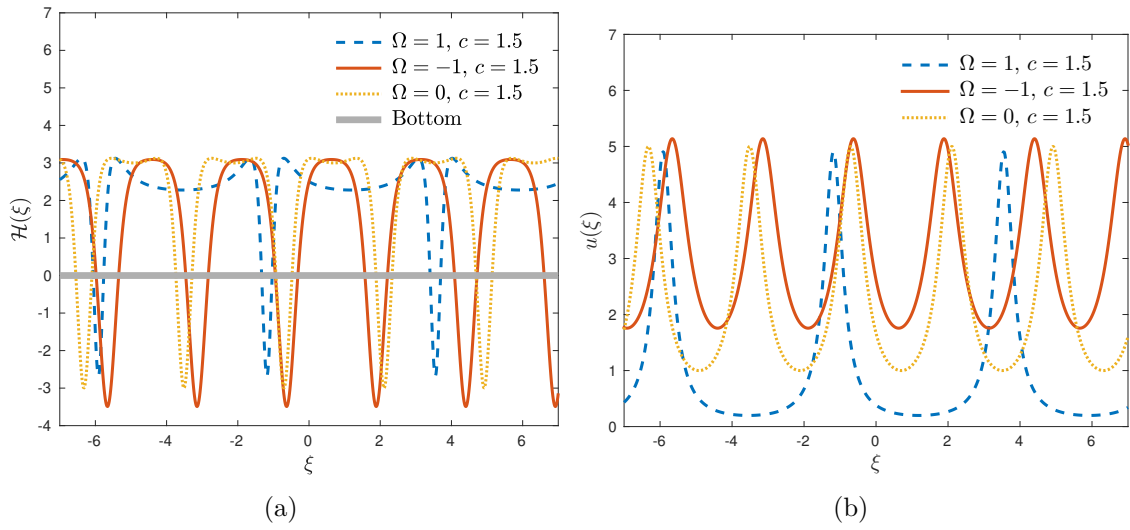 7
6
5
4
3
2
1
0
-1
-2
-3
-4
-6 -4 -2 0 2 4 6
ℋ(ξ)
ξ
Ω = 1, c = 1.5
Ω = −1, c = 1.5
Ω = 0, c = 1.5
Bottom
(a)
7
6
5
4
3
2
1
0
-6 -4 -2 0 2 4 6
u(ξ)
ξ
Ω = 1, c = 1.5
Ω = −1, c = 1.5
Ω = 0, c = 1.5
(b)